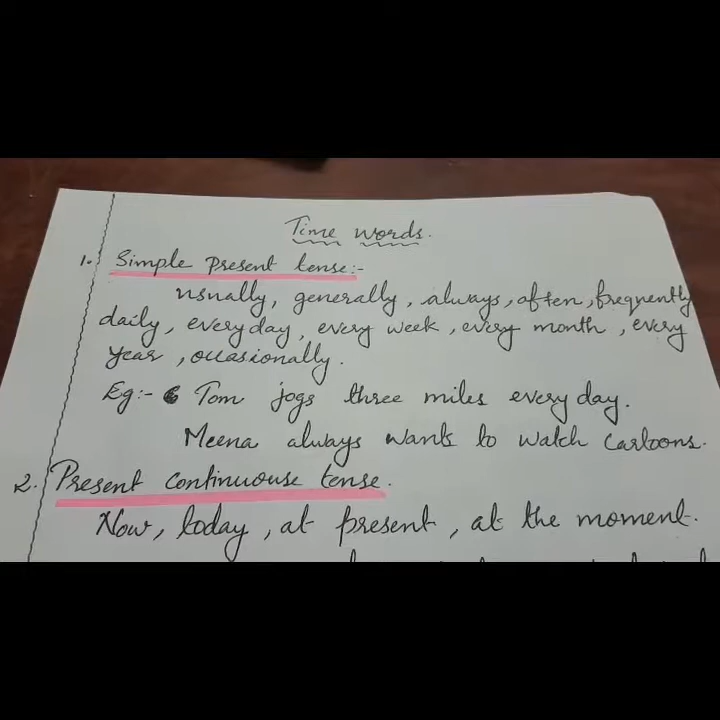 Time words.
1. Simple present tense:-
usually, generally, always, often, frequently
daily, everyday, every week, every month, every
year, occasionally.
Eg:- Tom jogs three miles every day.
Meena always wants to watch cartoons.
2. Present continuouse tense.
Now, today, at present, at the moment.